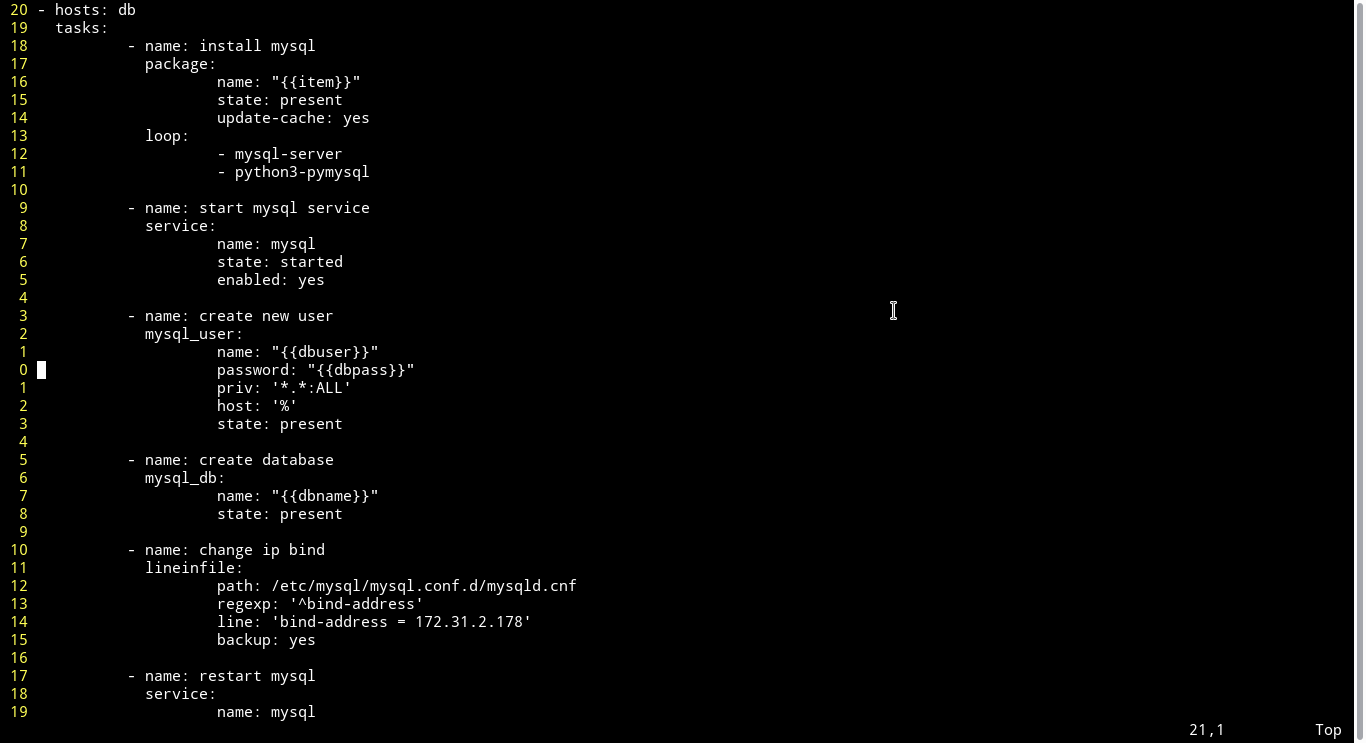 20 - hosts: db
19   tasks:
18           - name: install mysql
17             package:
16                     name: "{{item}}"
15                     state: present
14                     update-cache: yes
13             loop:
12                     - mysql-server
11                     - python3-pymysql
10
 9           - name: start mysql service
 8             service:
 7                     name: mysql
 6                     state: started
 5                     enabled: yes
 4
 3           - name: create new user
 2             mysql_user:
 1                     name: "{{dbuser}}"
 0                     password: "{{dbpass}}"
 1                     priv: '*.*:ALL'
 2                     host: '%'
 3                     state: present
 4
 5           - name: create database
 6             mysql_db:
 7                     name: "{{dbname}}"
 8                     state: present
 9
10           - name: change ip bind
11             lineinfile:
12                     path: /etc/mysql/mysql.conf.d/mysqld.cnf
13                     regexp: '^bind-address'
14                     line: 'bind-address = 172.31.2.178'
15                     backup: yes
16
17           - name: restart mysql
18             service:
19                     name: mysql
21,1          Top